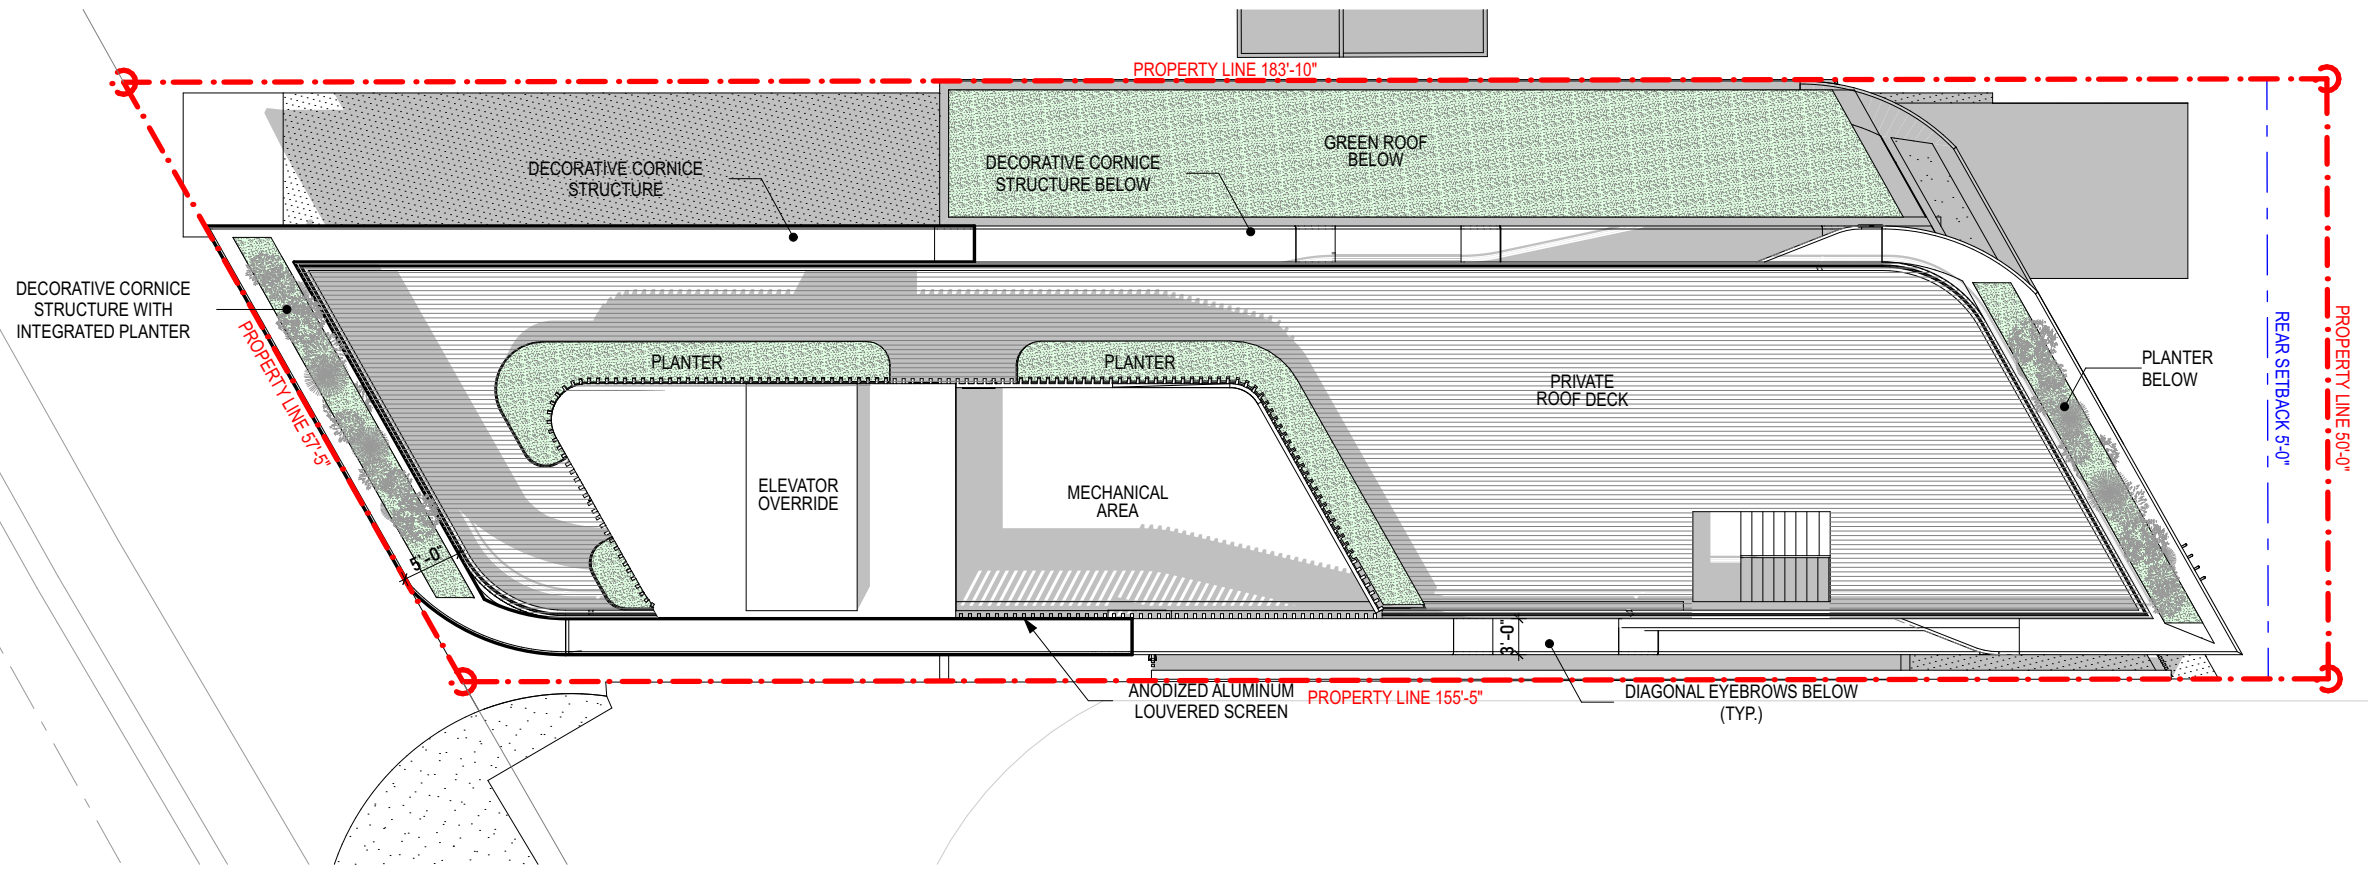 PROPERTY LINE 183'-10"
GREEN ROOF
BELOW
DECORATIVE CORNICE
STRUCTURE
DECORATIVE CORNICE
STRUCTURE BELOW
DECORATIVE CORNICE
STRUCTURE WITH
INTEGRATED PLANTER
PROPERTY LINE 57'-5"
PLANTER
PLANTER
PRIVATE
ROOF DECK
PLANTER
BELOW
REAR SETBACK 5'-0"
PROPERTY LINE 50'-0"
ELEVATOR
OVERRIDE
MECHANICAL
AREA
5'-0"
3'-0"
ANODIZED ALUMINUM
LOUVERED SCREEN
PROPERTY LINE 155'-5"
DIAGONAL EYEBROWS BELOW
(TYP.)